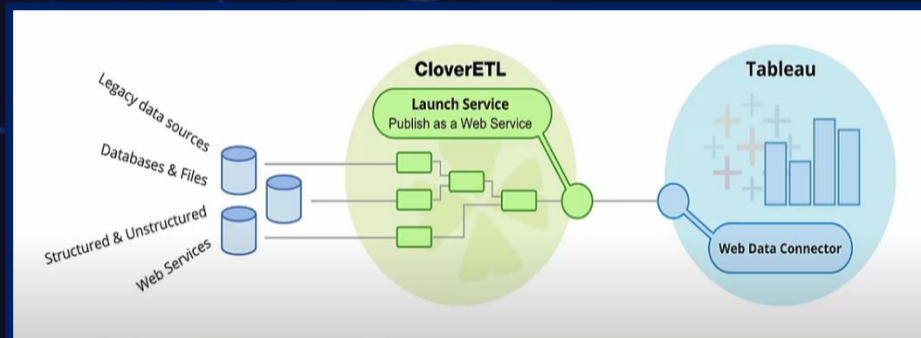 Legacy data sources
Databases & Files
Structured & Unstructured
Web Services
CloverETL
Launch Service
Publish as a Web Service
Tableau
Web Data Connector